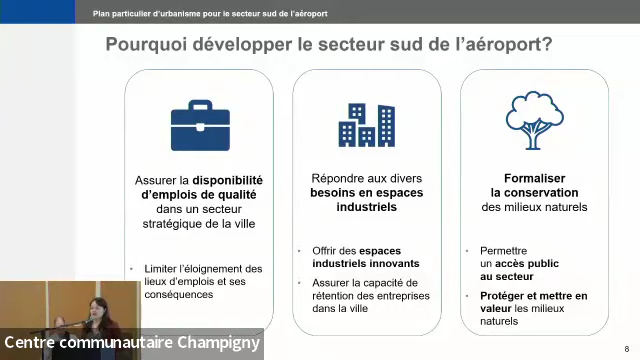 Plan particulier d'urbanisme pour le secteur sud de l'aéroport
Pourquoi développer le secteur sud de l'aéroport?
Assurer la disponibilité
d'emplois de qualité
dans un secteur
stratégique de la ville
• Limiter l'éloignement des
lieux d'emplois et ses
conséquences
Répondre aux divers
besoins en espaces
industriels
• Offrir des espaces
industriels innovants
• Assurer la capacité de
rétention des entreprises
dans la ville
Formaliser
la conservation
des milieux naturels
• Permettre
un accès public
au secteur
• Protéger et mettre en
valeur les milieux
naturels
Centre communautaire Champigny
8